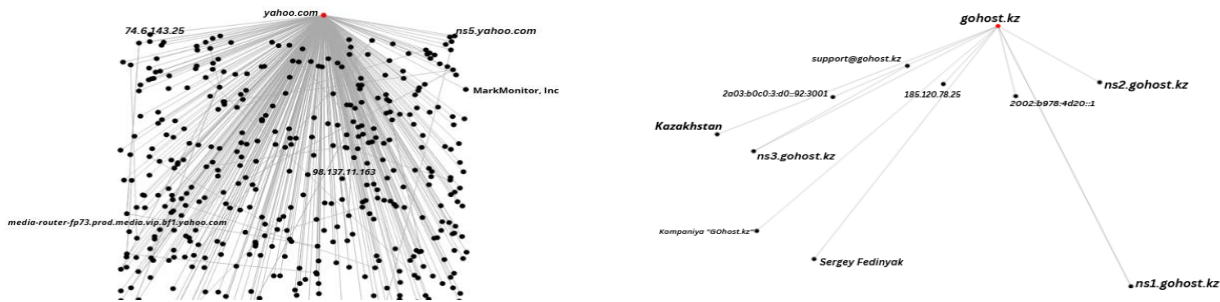 yahoo.com
74.6.143.25
ns5.yahoo.com
MarkMonitor, Inc
98.137.11.163
media-router-fp73.prod.media.vip.bf1.yahoo.com
gohost.kz
support@gohost.kz
2a03:b0c0:3:d0::92:3001
185.120.78.25
2002:b978:4d20::1
ns2.gohost.kz
Kazakhstan
ns3.gohost.kz
Kompaniya "GOhost.kz"
Sergey Fedinyak
ns1.gohost.kz